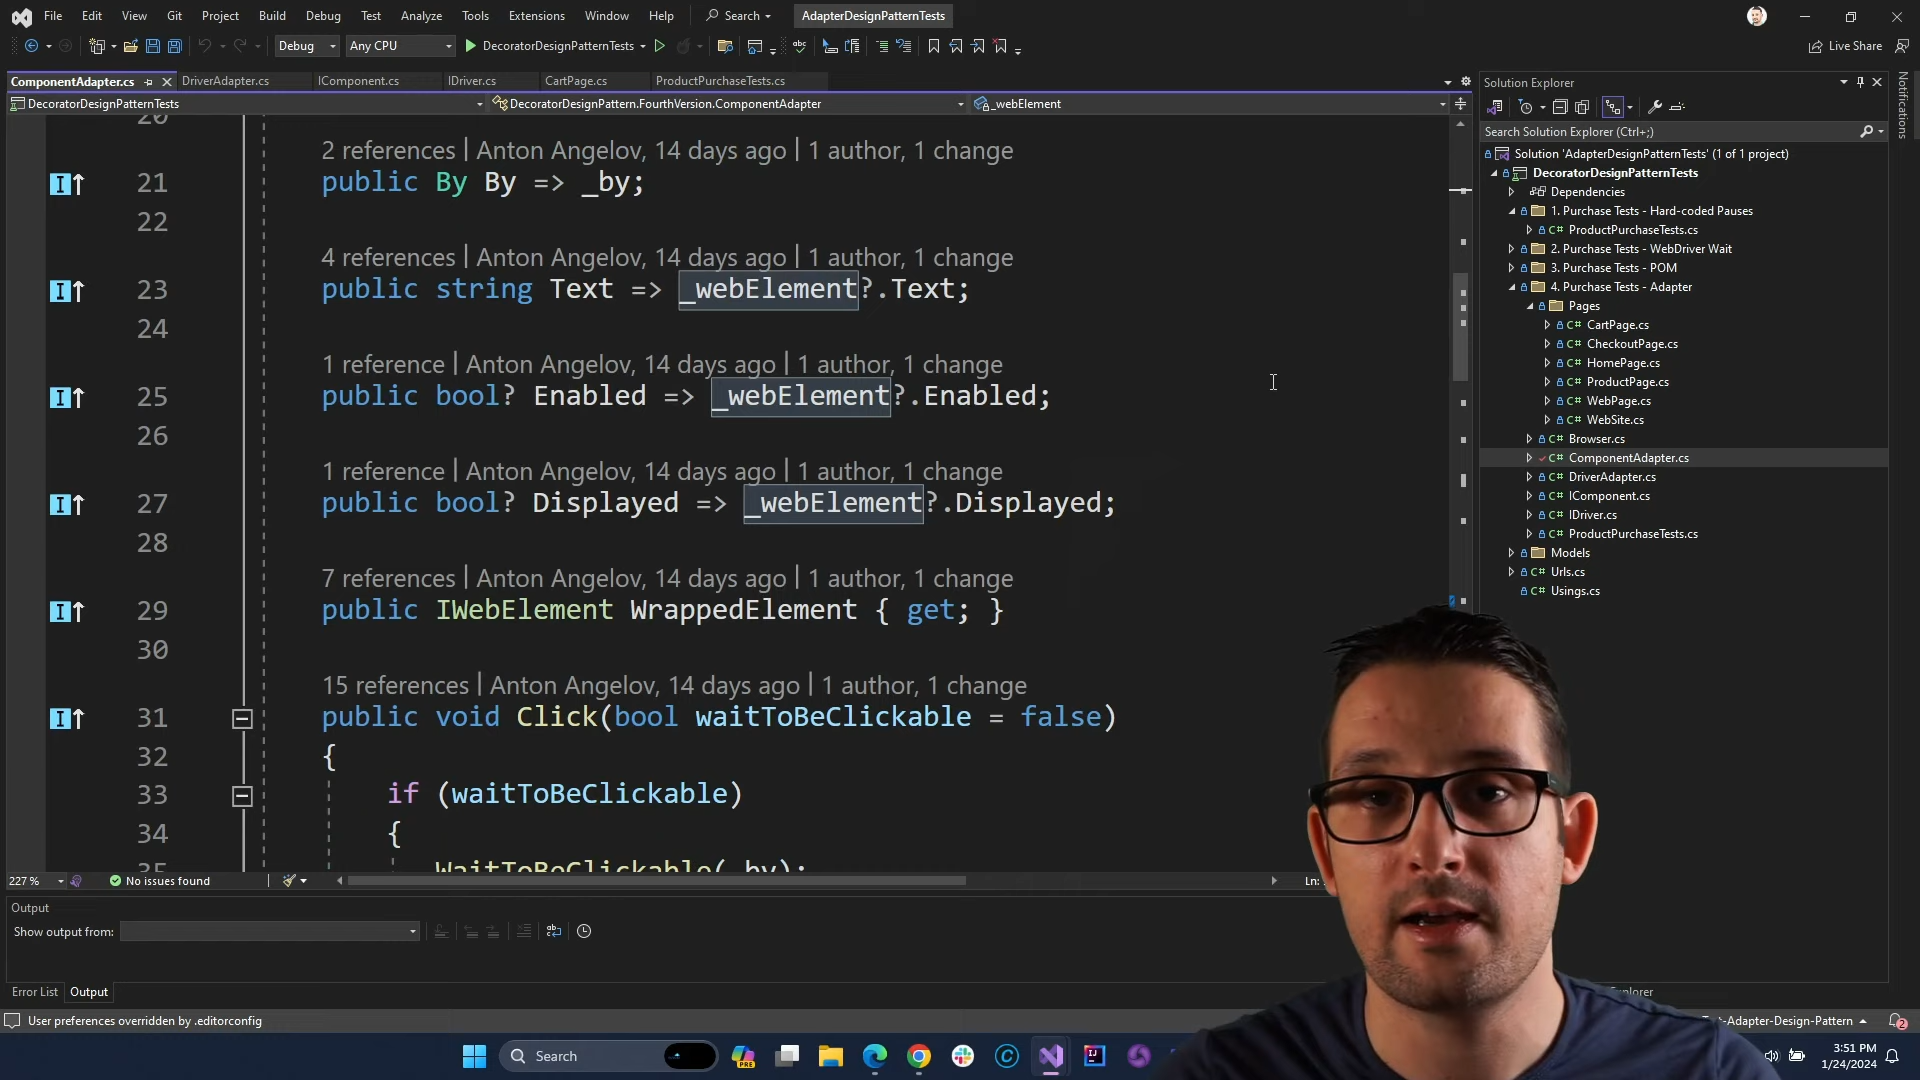 File Edit View Git Project Build Debug Test Analyze Tools Extensions Window Help Search AdapterDesignPatternTests
Debug Any CPU DecoratorDesignPatternTests Live Share
ComponentAdapter.cs DriverAdapter.cs IComponent.cs IDriver.cs CartPage.cs ProductPurchaseTests.cs
DecoratorDesignPatternTests DecoratorDesignPattern.FourthVersion.ComponentAdapter _webElement
20
2 references | Anton Angelov, 14 days ago | 1 author, 1 change
21 public By By => _by;
22
4 references | Anton Angelov, 14 days ago | 1 author, 1 change
23 public string Text => _webElement?.Text;
24
1 reference | Anton Angelov, 14 days ago | 1 author, 1 change
25 public bool? Enabled => _webElement?.Enabled;
26
1 reference | Anton Angelov, 14 days ago | 1 author, 1 change
27 public bool? Displayed => _webElement?.Displayed;
28
7 references | Anton Angelov, 14 days ago | 1 author, 1 change
29 public IWebElement WrappedElement { get; }
30
15 references | Anton Angelov, 14 days ago | 1 author, 1 change
31 public void Click(bool waitToBeClickable = false)
32 {
33 if (waitToBeClickable)
34 {
35 WaitToBeClickable(_by);
227 % No issues found Ln:
Output
Show output from:
Error List Output
User preferences overridden by .editorconfig
Solution Explorer
Search Solution Explorer (Ctrl+;)
Solution 'AdapterDesignPatternTests' (1 of 1 project)
DecoratorDesignPatternTests
Dependencies
1. Purchase Tests - Hard-coded Pauses
C# ProductPurchaseTests.cs
2. Purchase Tests - WebDriver Wait
3. Purchase Tests - POM
4. Purchase Tests - Adapter
Pages
C# CartPage.cs
C# CheckoutPage.cs
C# HomePage.cs
C# ProductPage.cs
C# WebPage.cs
C# WebSite.cs
C# Browser.cs
C# ComponentAdapter.cs
C# DriverAdapter.cs
C# IComponent.cs
C# IDriver.cs
C# ProductPurchaseTests.cs
Models
C# Urls.cs
C# Usings.cs
Notifications
-Adapter-Design-Pattern 2
Search PRE
3:51 PM
1/24/2024